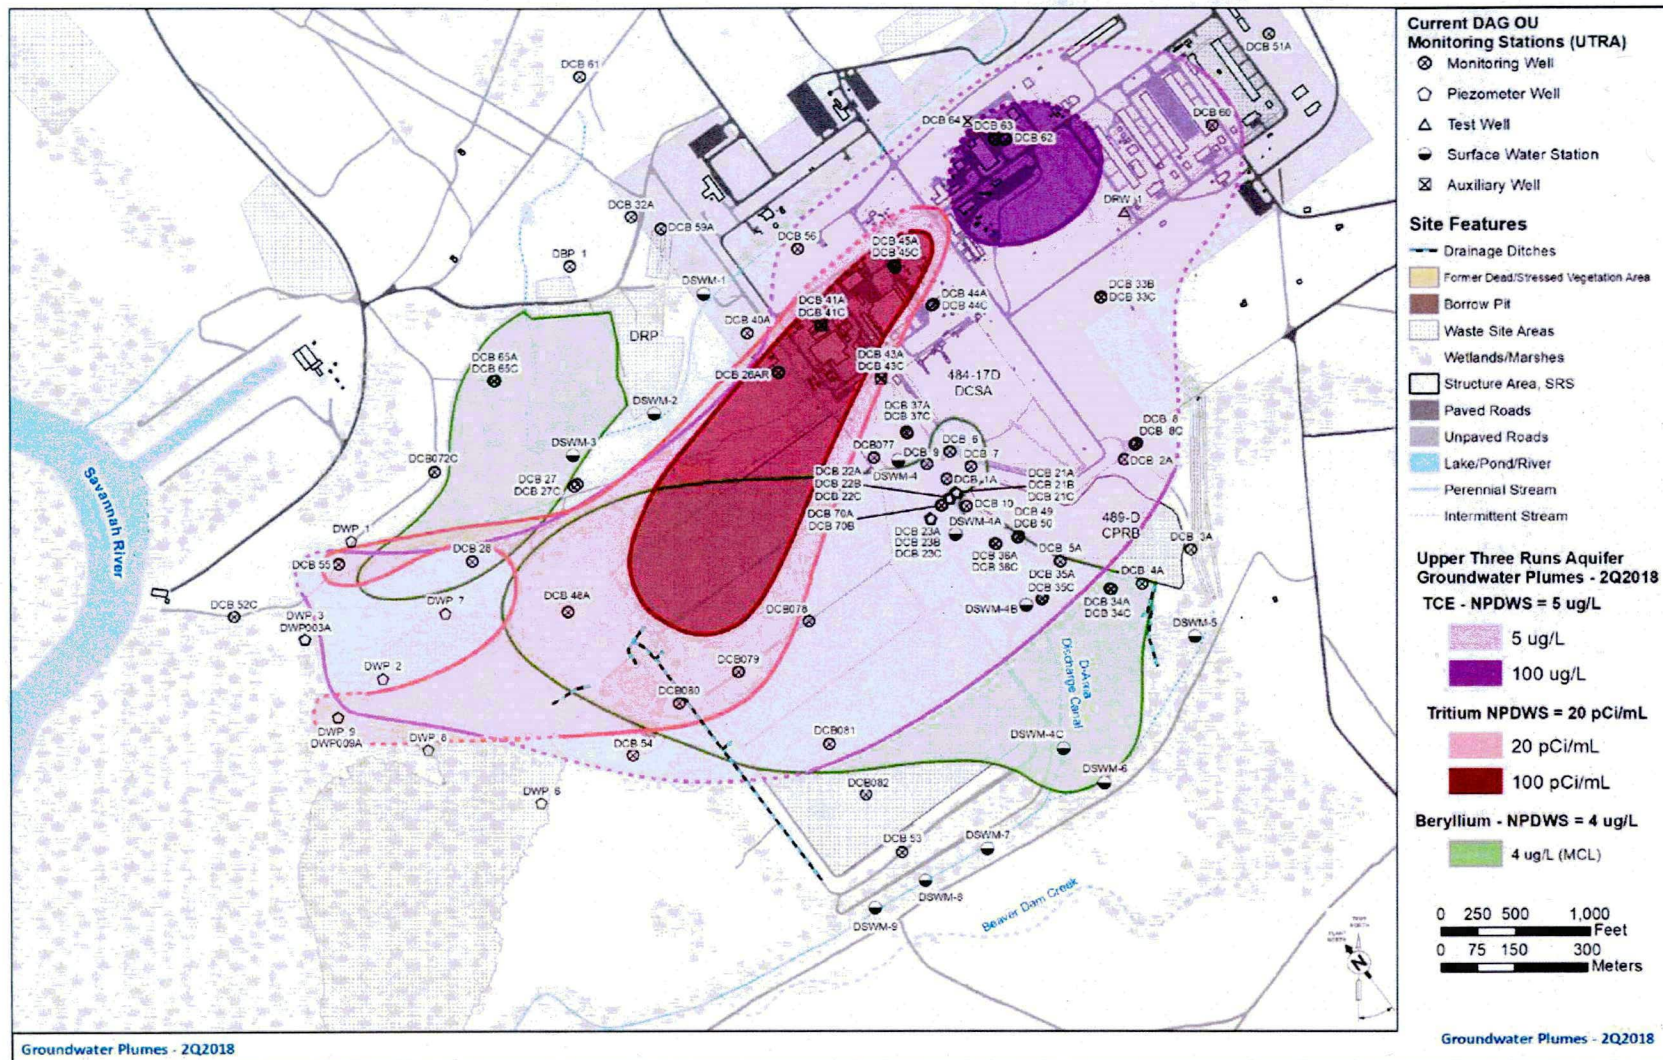 DCB 61
DCB 51A
DCB 64
DCB 63
DCB 62
DCB 60
DCB 32A
DCB 59A
DRW 1
DCB 56
DCB 45A
DCB 45C
DBP 1
DSWM-1
DCB 33B
DCB 33C
DCB 41A
DCB 41C
DCB 44A
DCB 44C
DCB 40A
DRP
DCB 65A
DCB 65C
DCB 26AR
DCB 43A
DCB 43C
484-17D
DCSA
DSWM-2
DCB 37A
DCB 37C
DCB 8
DCB 8C
DSWM-3
DCB077
DCB 6
DCB 9
DCB 7
DCB 2A
DCB072C
DSWM-4
DCB 1A
DCB 22A
DCB 22B
DCB 22C
DCB 21A
DCB 21B
DCB 21C
DCB 27
DCB 27C
DCB 70A
DCB 70B
DCB 10
DCB 49
DCB 50
489-D
CPRB
Savannah River
DWP 1
DCB 23A
DCB 23B
DCB 23C
DSWM-4A
DCB 36A
DCB 36C
DCB 5A
DCB 3A
DCB 55
DCB 28
DCB 35A
DCB 35C
DCB 4A
DCB 52C
DWP 3
DWP003A
DWP 7
DCB 48A
DCB078
DSWM-4B
DCB 34A
DCB 34C
DSWM-5
DWP 2
DCB079
DCB080
D-Area
Discharge Canal
DWP 9
DWP009A
DWP 8
DCB 54
DCB081
DSWM-4C
DSWM-6
DCB082
DWP 6
DCB 53
DSWM-7
DSWM-8
DSWM-9
Beaver Dam Creek
Current DAG OU
Monitoring Stations (UTRA)
Monitoring Well
Piezometer Well
Test Well
Surface Water Station
Auxiliary Well
Site Features
Drainage Ditches
Former Dead/Stressed Vegetation Area
Borrow Pit
Waste Site Areas
Wetlands/Marshes
Structure Area, SRS
Paved Roads
Unpaved Roads
Lake/Pond/River
Perennial Stream
Intermittent Stream
Upper Three Runs Aquifer
Groundwater Plumes - 2Q2018
TCE - NPDWS = 5 ug/L
5 ug/L
100 ug/L
Tritium NPDWS = 20 pCi/mL
20 pCi/mL
100 pCi/mL
Beryllium - NPDWS = 4 ug/L
4 ug/L (MCL)
0 250 500 1,000
Feet
0 75 150 300
Meters
TRUE
NORTH
PLANT
NORTH
N
Groundwater Plumes - 2Q2018
Groundwater Plumes - 2Q2018